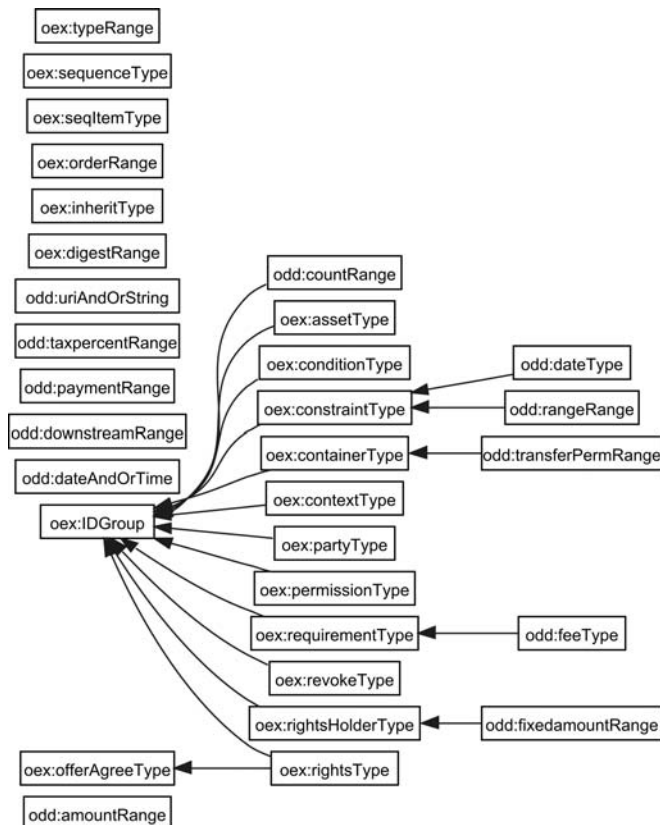 oex:typeRange
oex:sequenceType
oex:seqItemType
oex:orderRange
oex:inheritType
oex:digestRange
odd:uriAndOrString
odd:taxpercentRange
odd:paymentRange
odd:downstreamRange
odd:dateAndOrTime
oex:IDGroup
odd:countRange
oex:assetType
oex:conditionType
oex:constraintType
oex:containerType
oex:contextType
oex:partyType
oex:permissionType
oex:requirementType
oex:revokeType
oex:rightsHolderType
oex:rightsType
odd:dateType
odd:rangeRange
odd:transferPermRange
odd:feeType
odd:fixedamountRange
oex:offerAgreeType
odd:amountRange